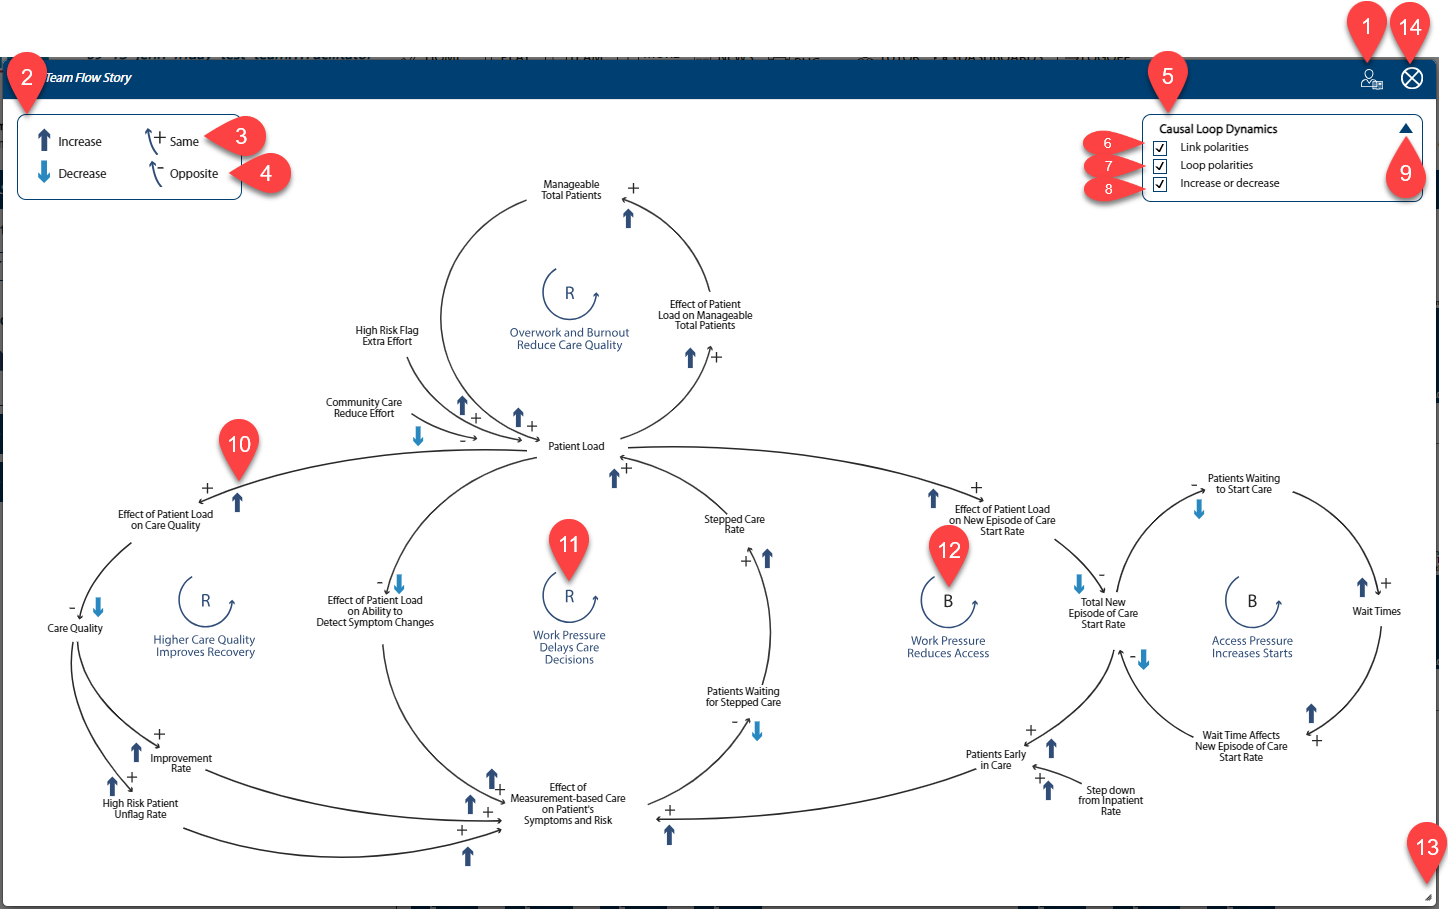 1
14
2
Team Flow Story
5
Increase
+ Same
3
Decrease
- Opposite
4
Causal Loop Dynamics
6
Link polarities
7
Loop polarities
8
Increase or decrease
9
Manageable
Total Patients
+
R
Overwork and Burnout
Reduce Care Quality
Effect of Patient
Load on Manageable
Total Patients
+
High Risk Flag
Extra Effort
+
+
Community Care
Reduce Effort
-
Patient Load
+
10
+
Effect of Patient Load
on Care Quality
-
Care Quality
R
Higher Care Quality
Improves Recovery
-
Effect of Patient Load
on Ability to
Detect Symptom Changes
11
R
Work Pressure
Delays Care
Decisions
Stepped Care
Rate
+
+
Effect of Patient Load
on New Episode of Care
Start Rate
12
B
Work Pressure
Reduces Access
-
Total New
Episode of Care
Start Rate
-
-
Patients Waiting
to Start Care
B
Access Pressure
Increases Starts
+
Wait Times
Patients Waiting
for Stepped Care
-
+
Improvement
Rate
+
High Risk Patient
Unflag Rate
+
+
+
Effect of
Measurement-based Care
on Patient's
Symptoms and Risk
+
+
Patients Early
in Care
+
Step down
from Inpatient
Rate
+
Wait Time Affects
New Episode of Care
Start Rate
13